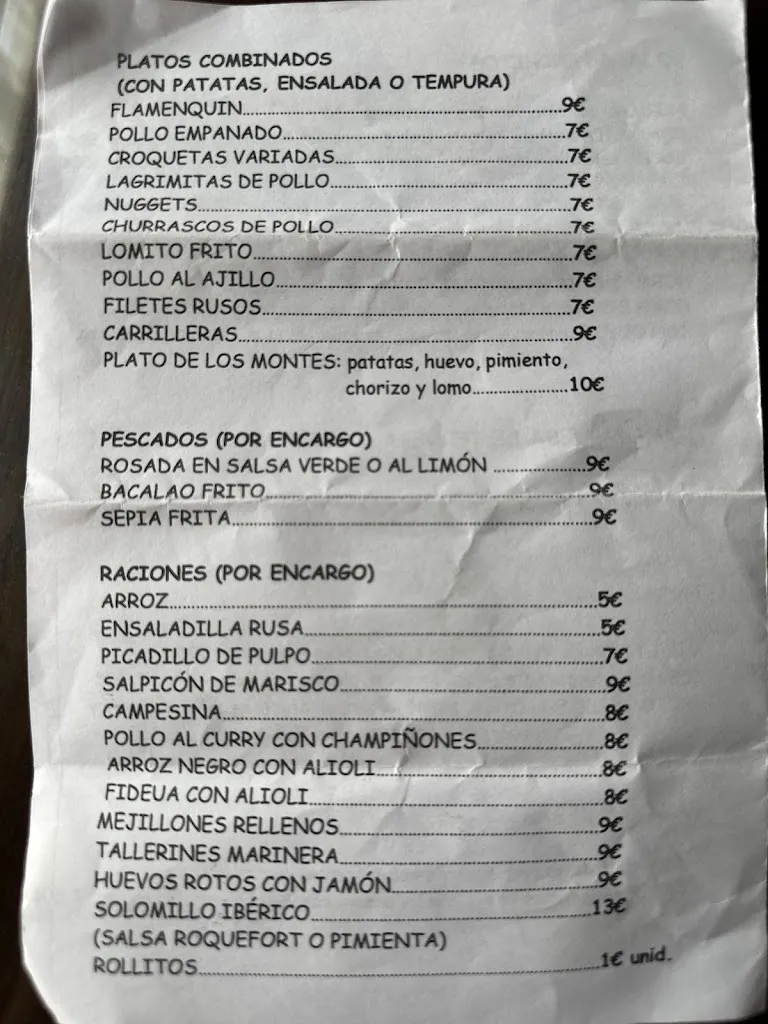 PLATOS COMBINADOS
(CON PATATAS, ENSALADA O TEMPURA)
FLAMENQUIN.......................................................................9€
POLLO EMPANADO...............................................................7€
CROQUETAS VARIADAS....................................................7€
LAGRIMITAS DE POLLO.....................................................7€
NUGGETS...........................................................................7€
CHURRASCOS DE POLLO.....................................................7€
LOMITO FRITO................................................................7€
POLLO AL AJILLO............................................................7€
FILETES RUSOS..............................................................7€
CARRILLERAS...................................................................9€
PLATO DE LOS MONTES: patatas, huevo, pimiento,
chorizo y lomo...................10€
PESCADOS (POR ENCARGO)
ROSADA EN SALSA VERDE O AL LIMÓN ..................9€
BACALAO FRITO................................................................9€
SEPIA FRITA......................................................................9€
RACIONES (POR ENCARGO)
ARROZ................................................................................5€
ENSALADILLA RUSA.......................................................5€
PICADILLO DE PULPO......................................................7€
SALPICÓN DE MARISCO..................................................9€
CAMPESINA.......................................................................8€
POLLO AL CURRY CON CHAMPIÑONES.......................8€
ARROZ NEGRO CON ALIOLI..........................................8€
FIDEUA CON ALIOLI.......................................................8€
MEJILLONES RELLENOS.................................................9€
TALLERINES MARINERA................................................9€
HUEVOS ROTOS CON JAMÓN.......................................9€
SOLOMILLO IBÉRICO.....................................................13€
(SALSA ROQUEFORT O PIMIENTA)
ROLLITOS...........................................................................1€ unid.